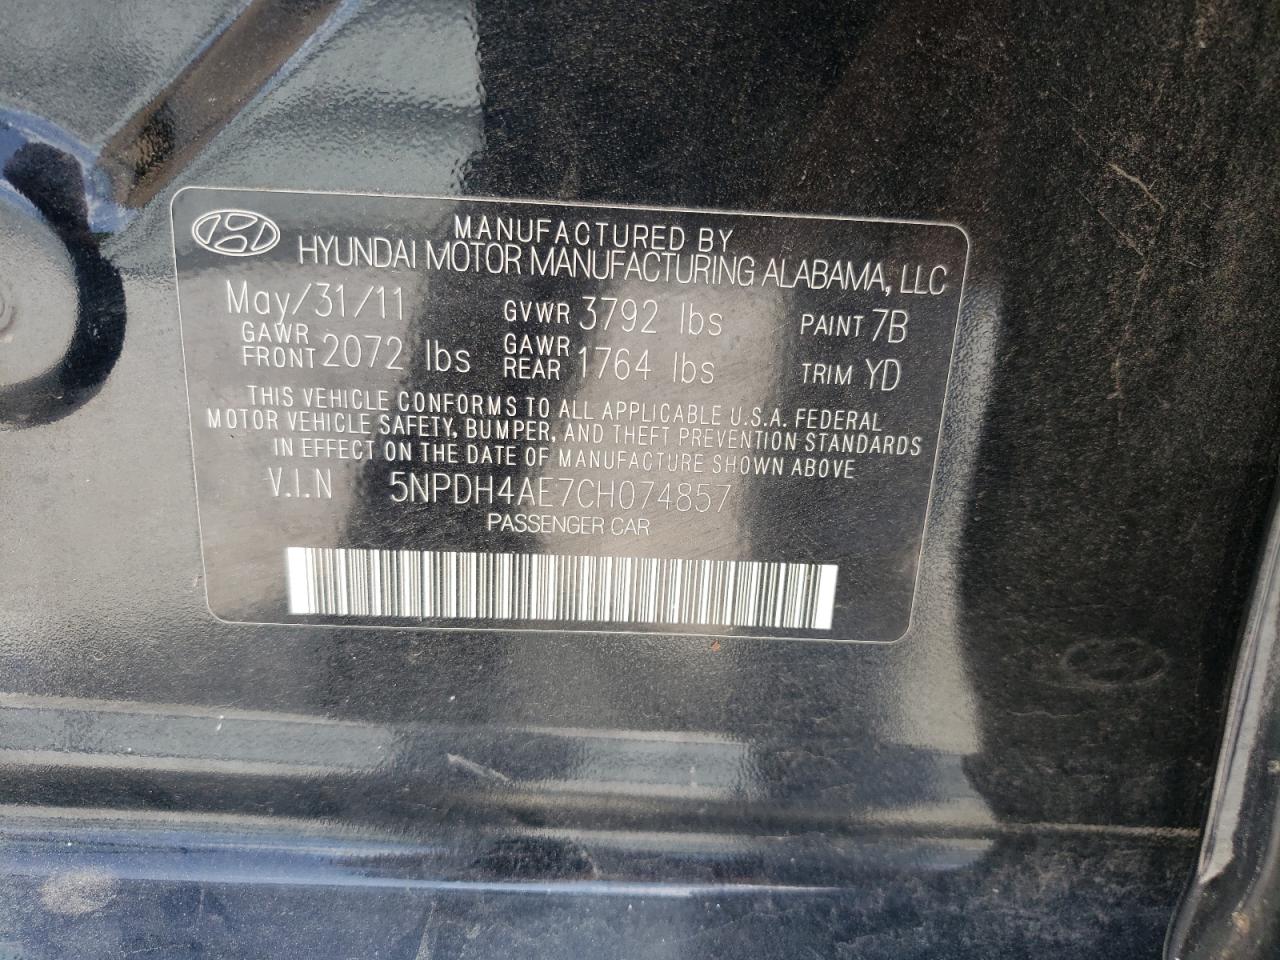 MANUFACTURED BY
HYUNDAI MOTOR MANUFACTURING ALABAMA, LLC
May/31/11 GVWR 3792 lbs PAINT 7B
GAWR FRONT 2072 lbs GAWR REAR 1764 lbs TRIM YD
THIS VEHICLE CONFORMS TO ALL APPLICABLE U.S.A. FEDERAL
MOTOR VEHICLE SAFETY, BUMPER, AND THEFT PREVENTION STANDARDS
IN EFFECT ON THE DATE OF MANUFACTURE SHOWN ABOVE
V.I.N 5NPDH4AE7CH074857
PASSENGER CAR